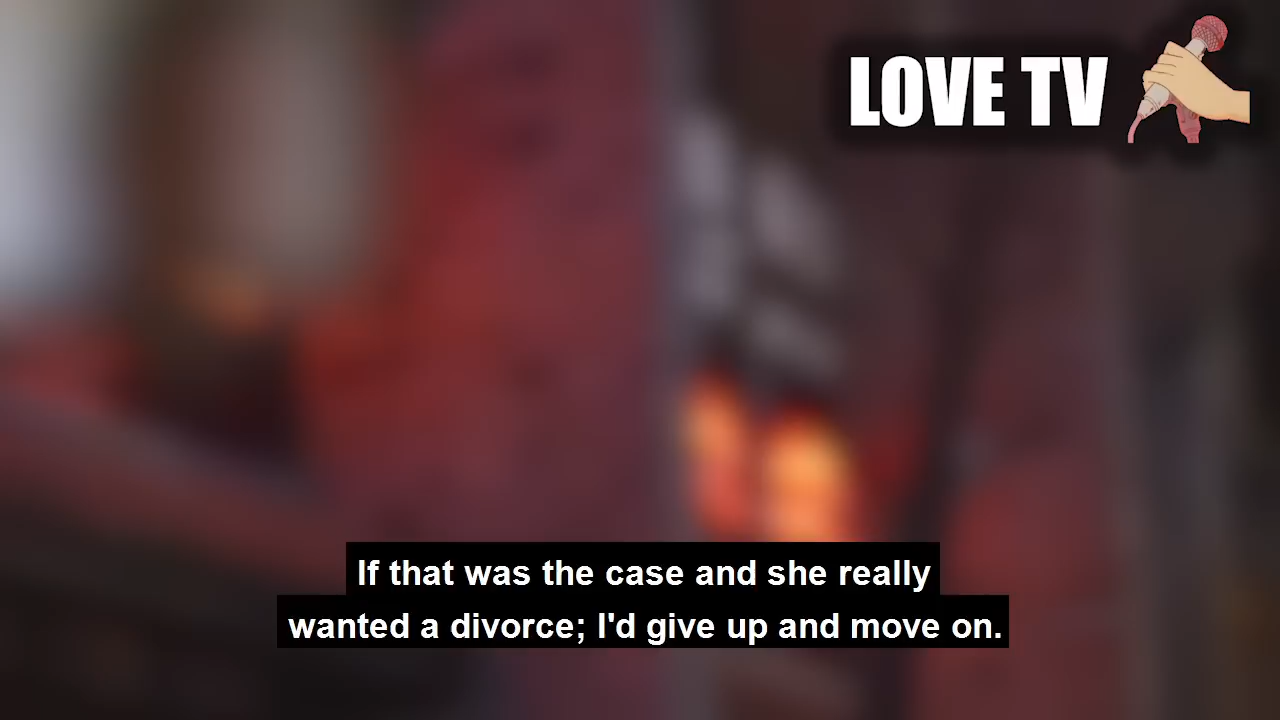 LOVE TV
If that was the case and she really
wanted a divorce; I'd give up and move on.